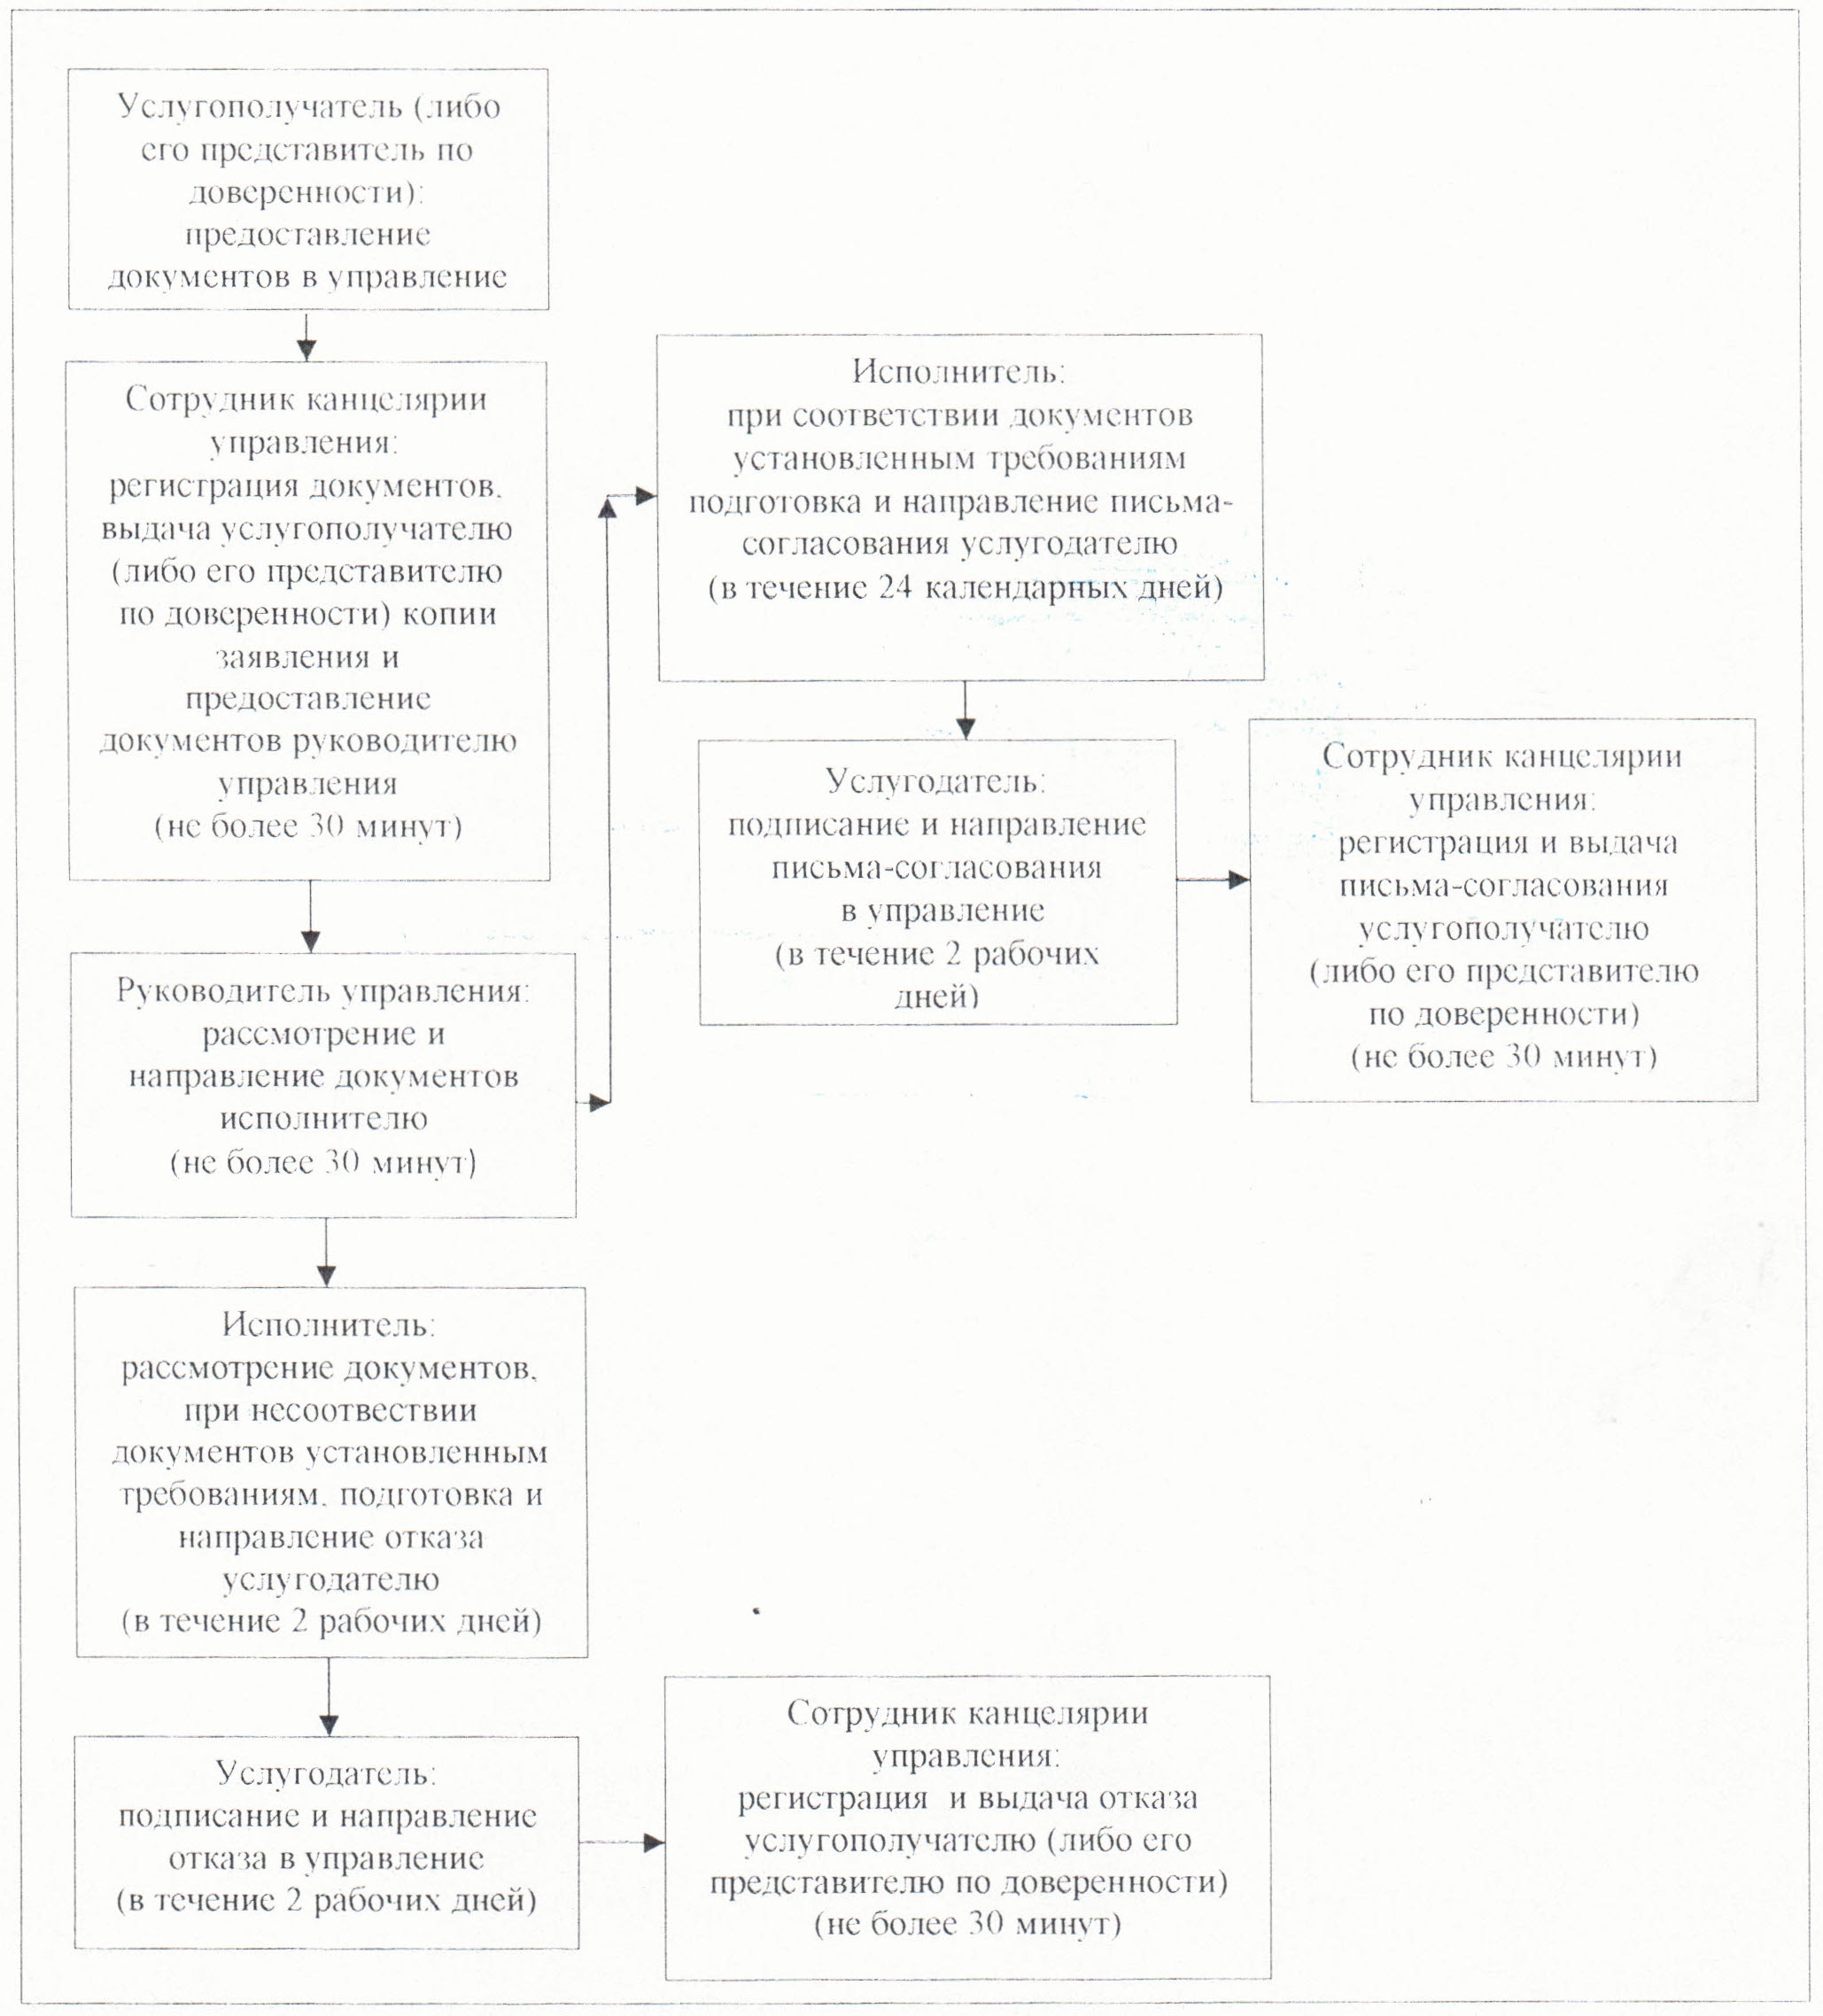 Услугополучатель (либо
его представитель по
доверенности):
предоставление
документов в управление
Сотрудник канцелярии
управления:
регистрация документов,
выдача услугополучателю
(либо его представителю
по доверенности) копии
заявления и
предоставление
документов руководителю
управления
(не более 30 минут)
Руководитель управления:
рассмотрение и
направление документов
исполнителю
(не более 30 минут)
Исполнитель:
при соответствии документов
установленным требованиям
подготовка и направление письма-
согласования услугодателю
(в течение 24 календарных дней)
Услугодатель:
подписание и направление
письма-согласования
в управление
(в течение 2 рабочих
дней)
Сотрудник канцелярии
управления:
регистрация и выдача
письма-согласования
услугополучателю
(либо его представителю
по доверенности)
(не более 30 минут)
Исполнитель:
рассмотрение документов,
при несоотвествии
документов установленным
требованиям, подготовка и
направление отказа
услугодателю
(в течение 2 рабочих дней)
Услугодатель:
подписание и направление
отказа в управление
(в течение 2 рабочих дней)
Сотрудник канцелярии
управления:
регистрация и выдача отказа
услугополучателю (либо его
представителю по доверенности)
(не более 30 минут)